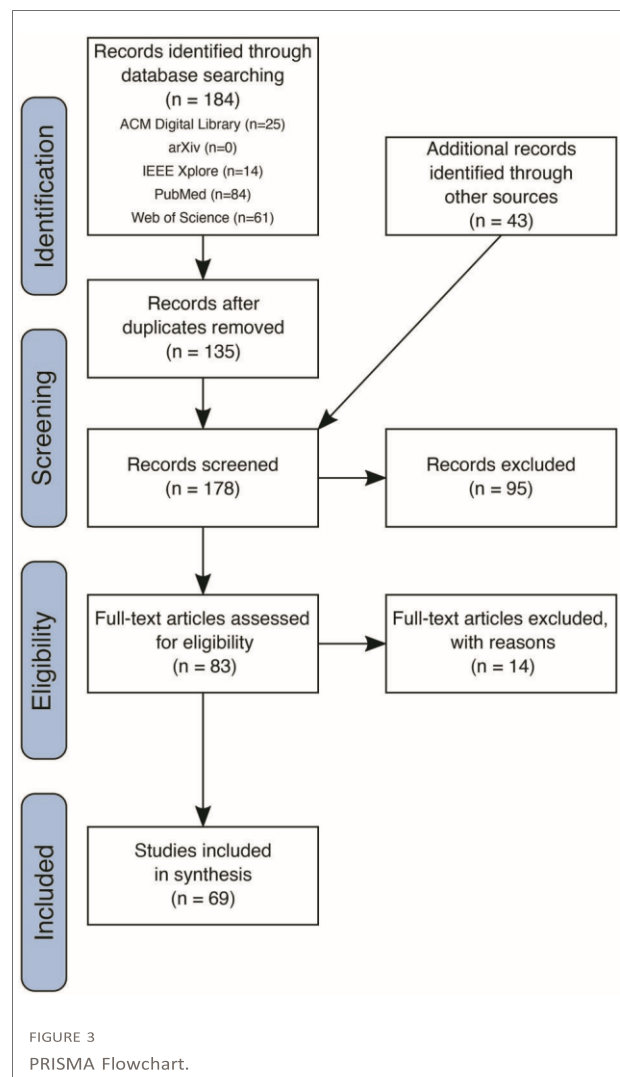 Identification
Records identified through
database searching
(n = 184)
ACM Digital Library (n=25)
arXiv (n=0)
IEEE Xplore (n=14)
PubMed (n=84)
Web of Science (n=61)
Additional records
identified through
other sources
(n = 43)
Records after
duplicates removed
(n = 135)
Screening
Records screened
(n = 178)
Records excluded
(n = 95)
Eligibility
Full-text articles assessed
for eligibility
(n = 83)
Full-text articles excluded,
with reasons
(n = 14)
Included
Studies included
in synthesis
(n = 69)
FIGURE 3
PRISMA Flowchart.